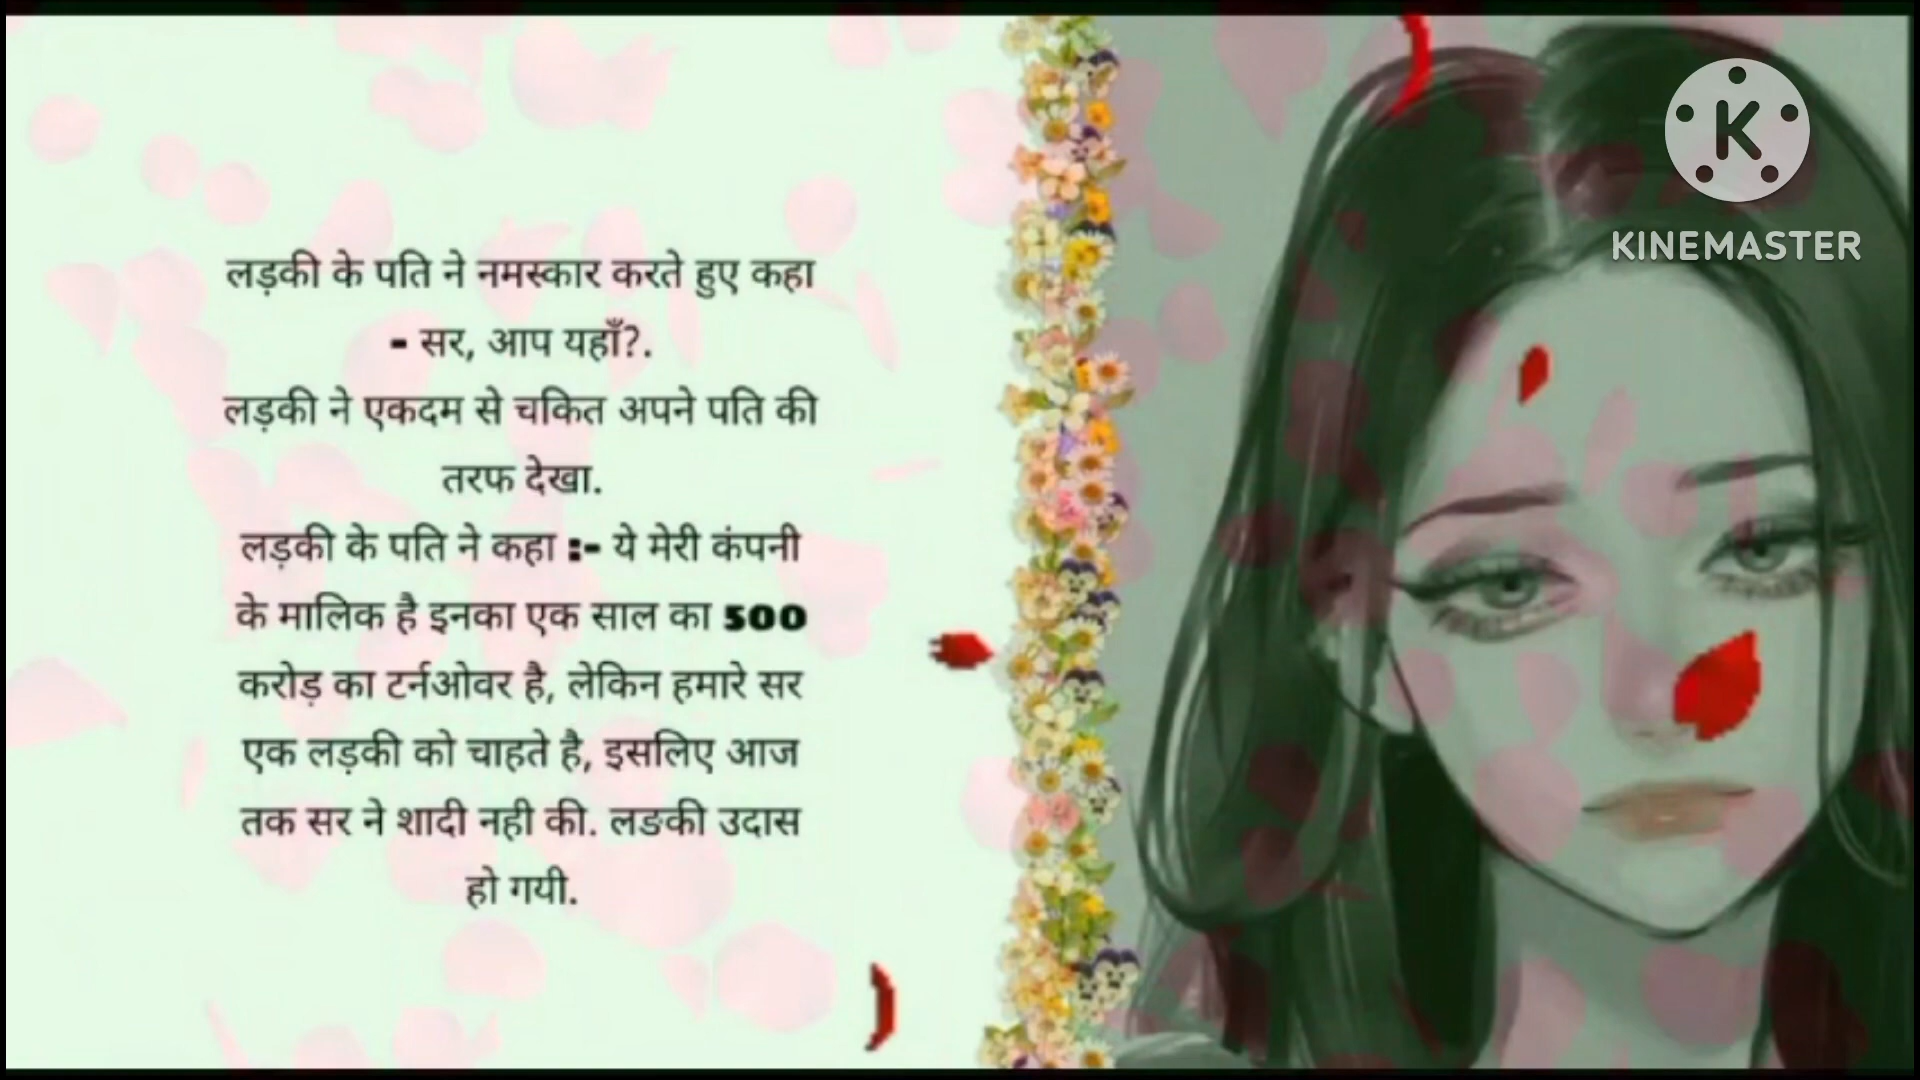 लड़की के पति ने नमस्कार करते हुए कहा
- सर, आप यहाँ?.
लड़की ने एकदम से चकित अपने पति की
तरफ देखा.
लड़की के पति ने कहा :- ये मेरी कंपनी
के मालिक है इनका एक साल का 500
करोड़ का टर्नओवर है, लेकिन हमारे सर
एक लड़की को चाहते है, इसलिए आज
तक सर ने शादी नही की. लङकी उदास
हो गयी.
K
KINEMASTER